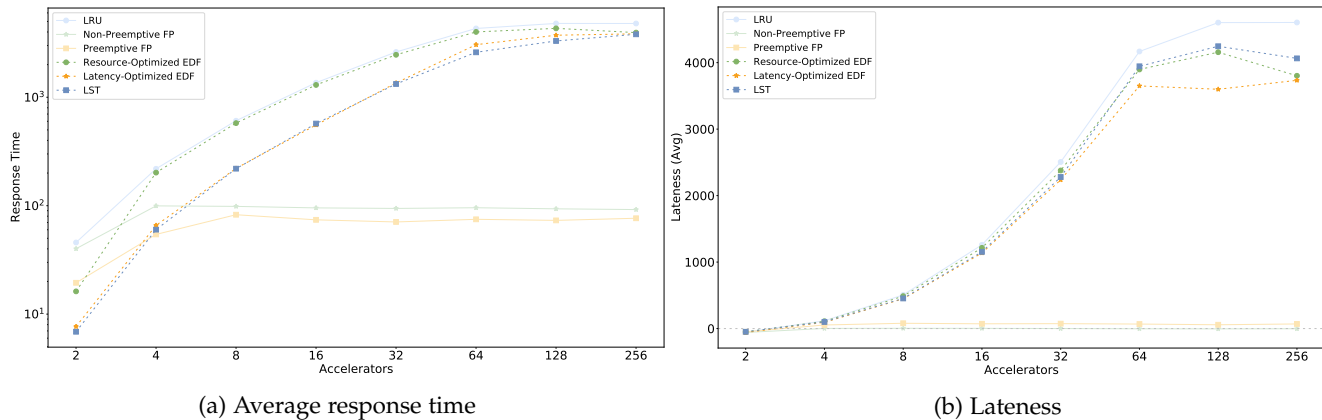 LRU
Non-Preemptive FP
Preemptive FP
Resource-Optimized EDF
Latency-Optimized EDF
LST
Response Time
10³
10²
10¹
2 4 8 16 32 64 128 256
Accelerators
(a) Average response time
LRU
Non-Preemptive FP
Preemptive FP
Resource-Optimized EDF
Latency-Optimized EDF
LST
Lateness (Avg)
4000
3000
2000
1000
0
2 4 8 16 32 64 128 256
Accelerators
(b) Lateness